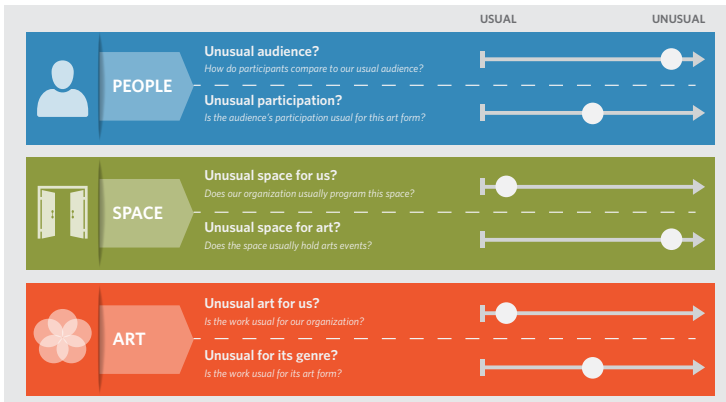 USUAL UNUSUAL
PEOPLE
Unusual audience?
How do participants compare to our usual audience?
Unusual participation?
Is the audience's participation usual for this art form?
SPACE
Unusual space for us?
Does our organization usually program this space?
Unusual space for art?
Does the space usually hold arts events?
ART
Unusual art for us?
Is the work usual for our organization?
Unusual for its genre?
Is the work usual for its art form?